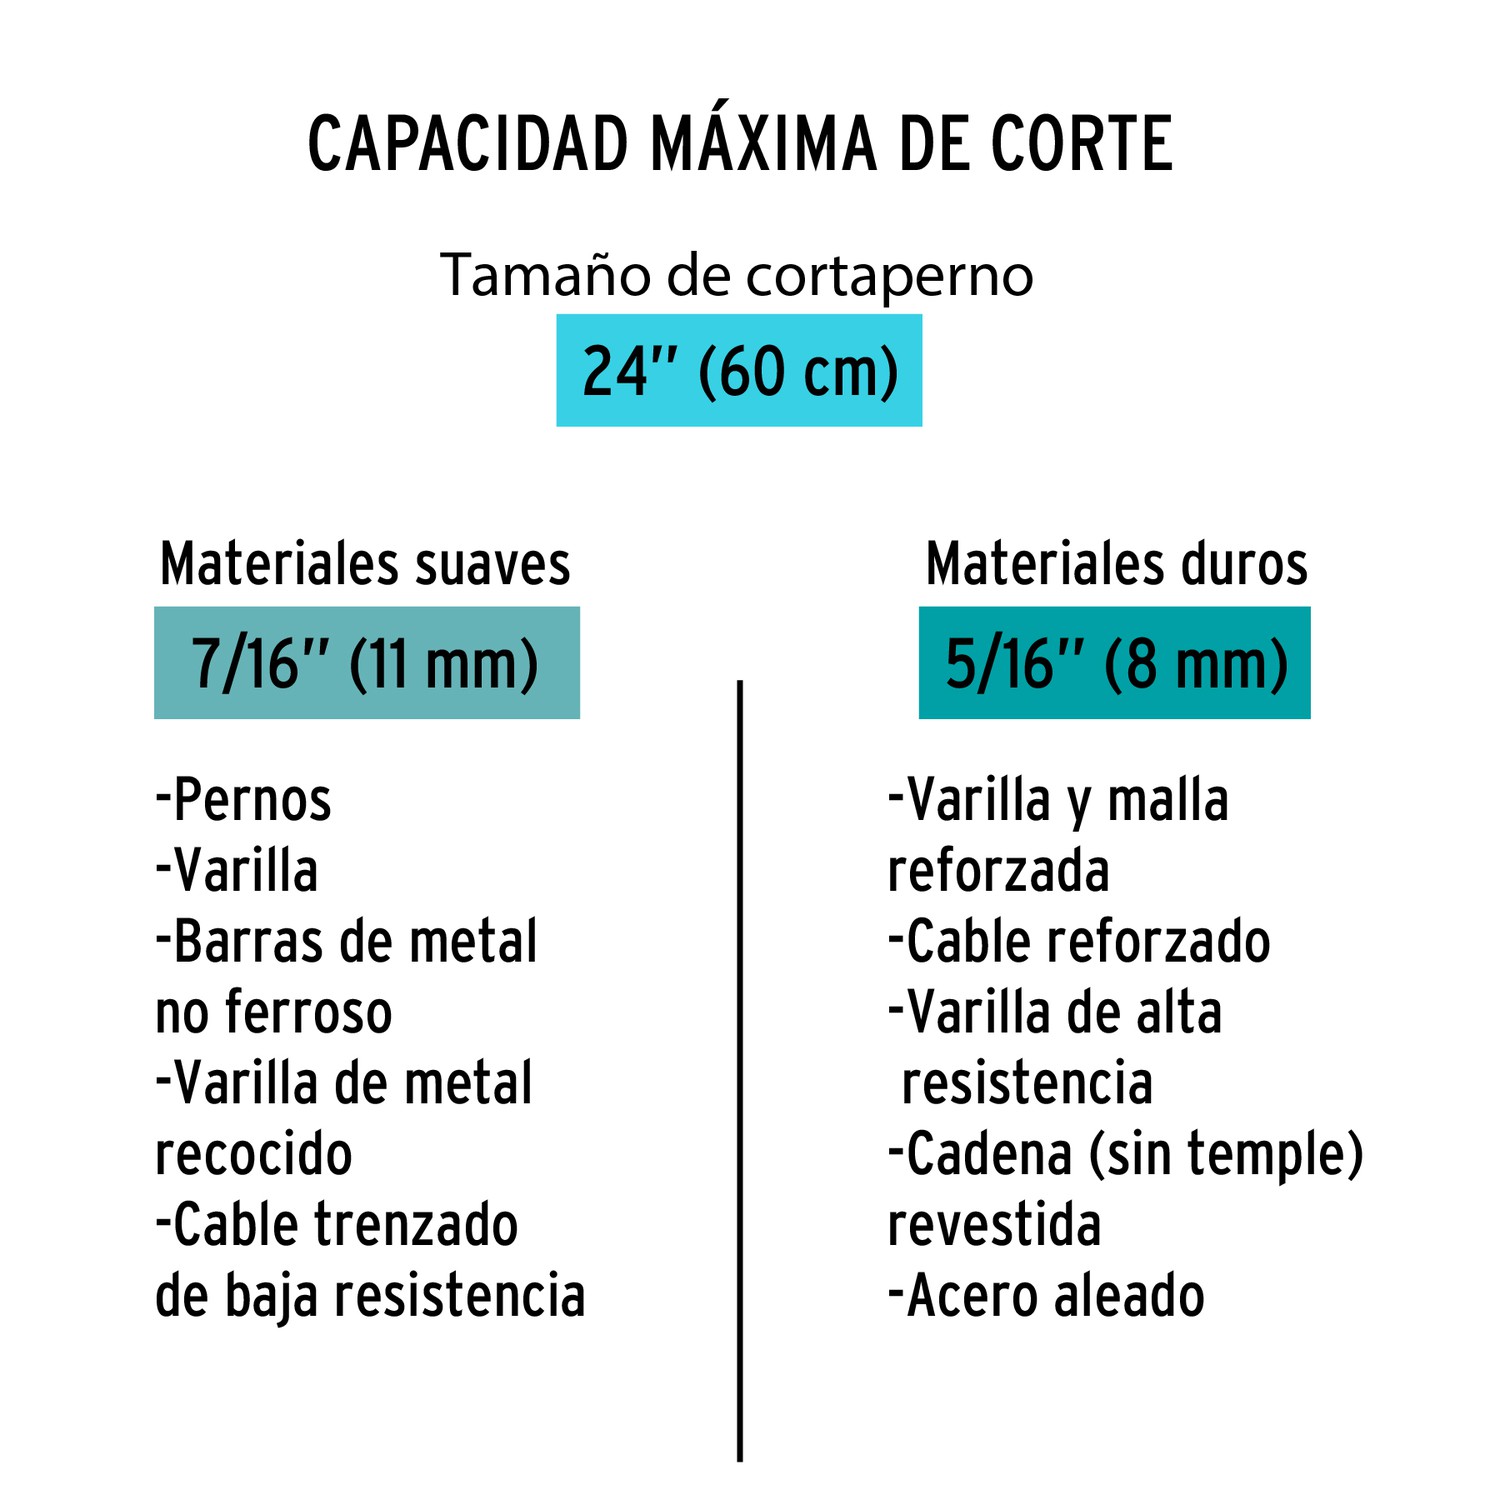 CAPACIDAD MÁXIMA DE CORTE
Tamaño de cortaperno
24" (60 cm)
Materiales suaves
7/16" (11 mm)
-Pernos
-Varilla
-Barras de metal
no ferroso
-Varilla de metal
recocido
-Cable trenzado
de baja resistencia
Materiales duros
5/16" (8 mm)
-Varilla y malla
reforzada
-Cable reforzado
-Varilla de alta
resistencia
-Cadena (sin temple)
revestida
-Acero aleado